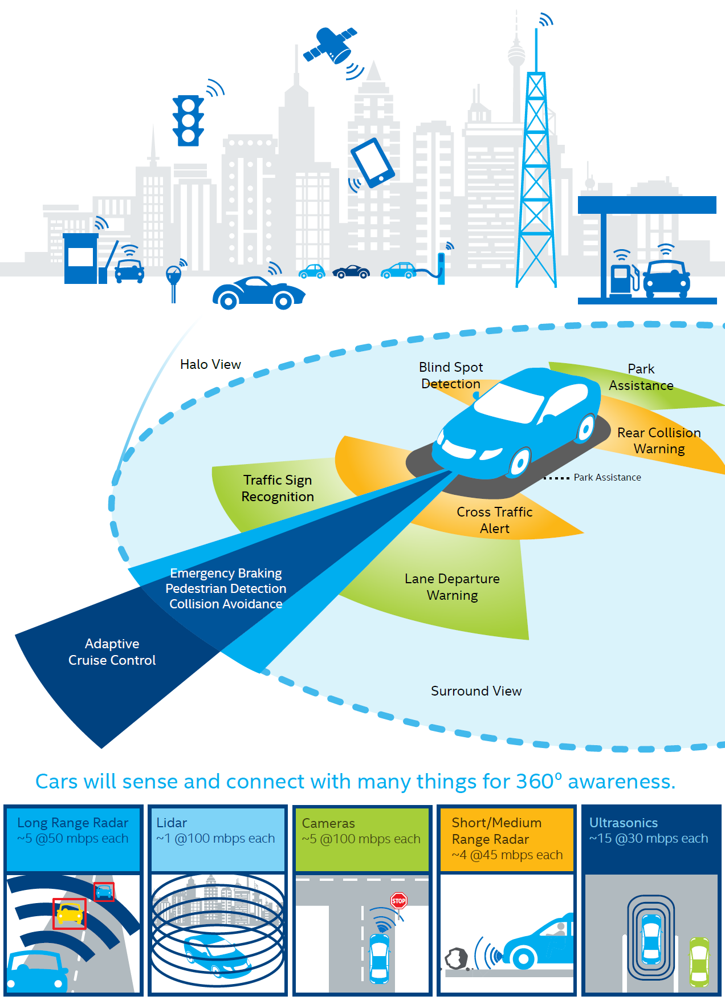 Halo View
Blind Spot
Detection
Park
Assistance
Rear Collision
Warning
Park Assistance
Traffic Sign
Recognition
Cross Traffic
Alert
Emergency Braking
Pedestrian Detection
Collision Avoidance
Lane Departure
Warning
Adaptive
Cruise Control
Surround View
Cars will sense and connect with many things for 360º awareness.
Long Range Radar
~5 @50 mbps each
Lidar
~1 @100 mbps each
Cameras
~5 @100 mbps each
Short/Medium
Range Radar
~4 @45 mbps each
Ultrasonics
~15 @30 mbps each
STOP